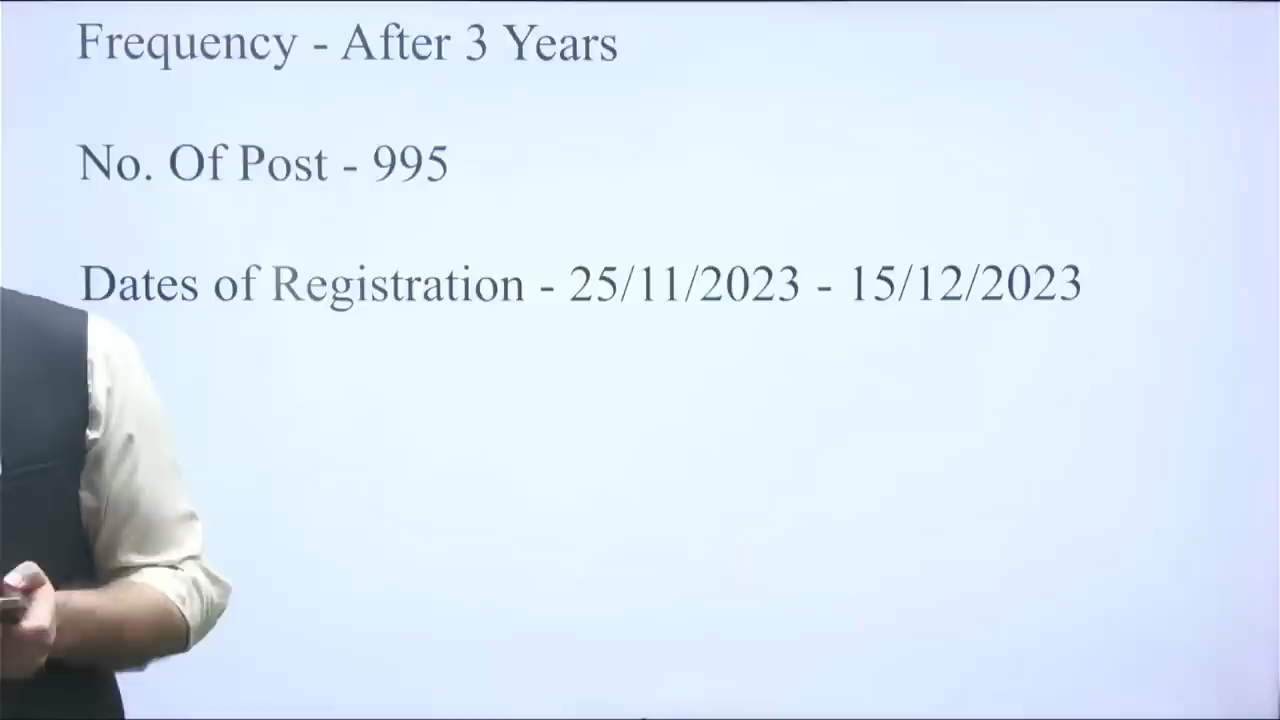 Frequency - After 3 Years
No. Of Post - 995
Dates of Registration - 25/11/2023 - 15/12/2023